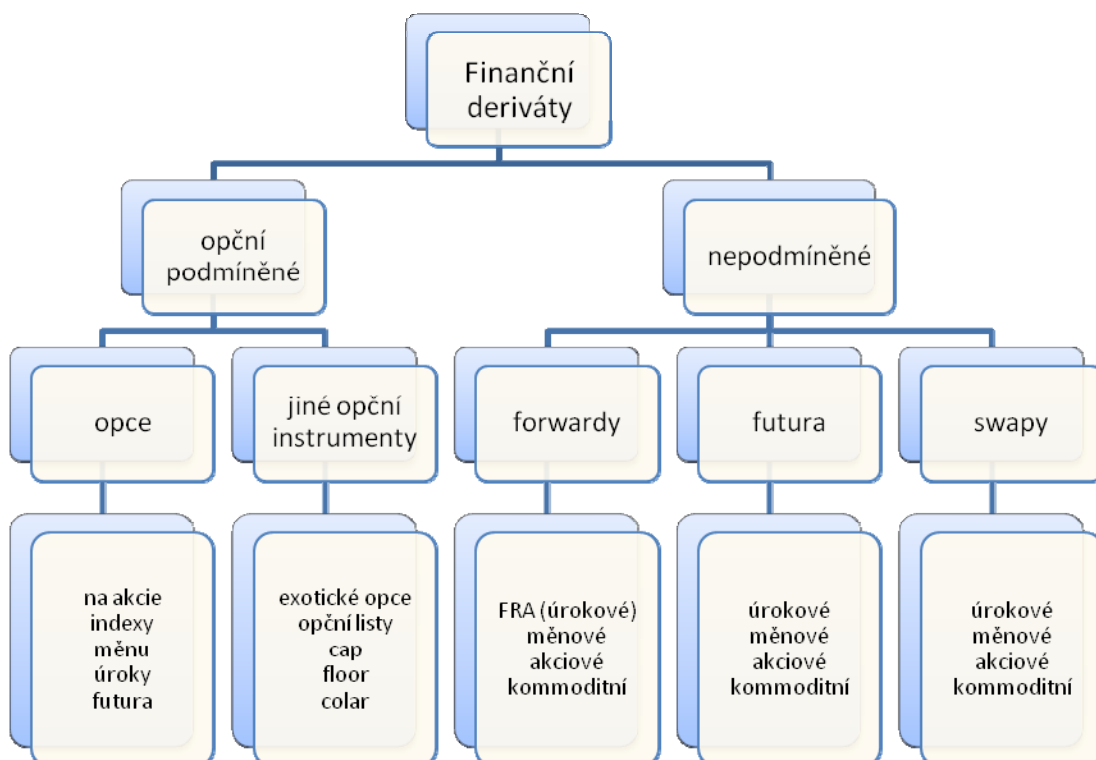 Finanční
deriváty
opční
podmíněné
nepodmíněné
opce
jiné opční
instrumenty
forwardy
futura
swapy
na akcie
indexy
měnu
úroky
futura
exotické opce
opční listy
cap
floor
colar
FRA (úrokové)
měnové
akciové
kommoditní
úrokové
měnové
akciové
kommoditní
úrokové
měnové
akciové
kommoditní